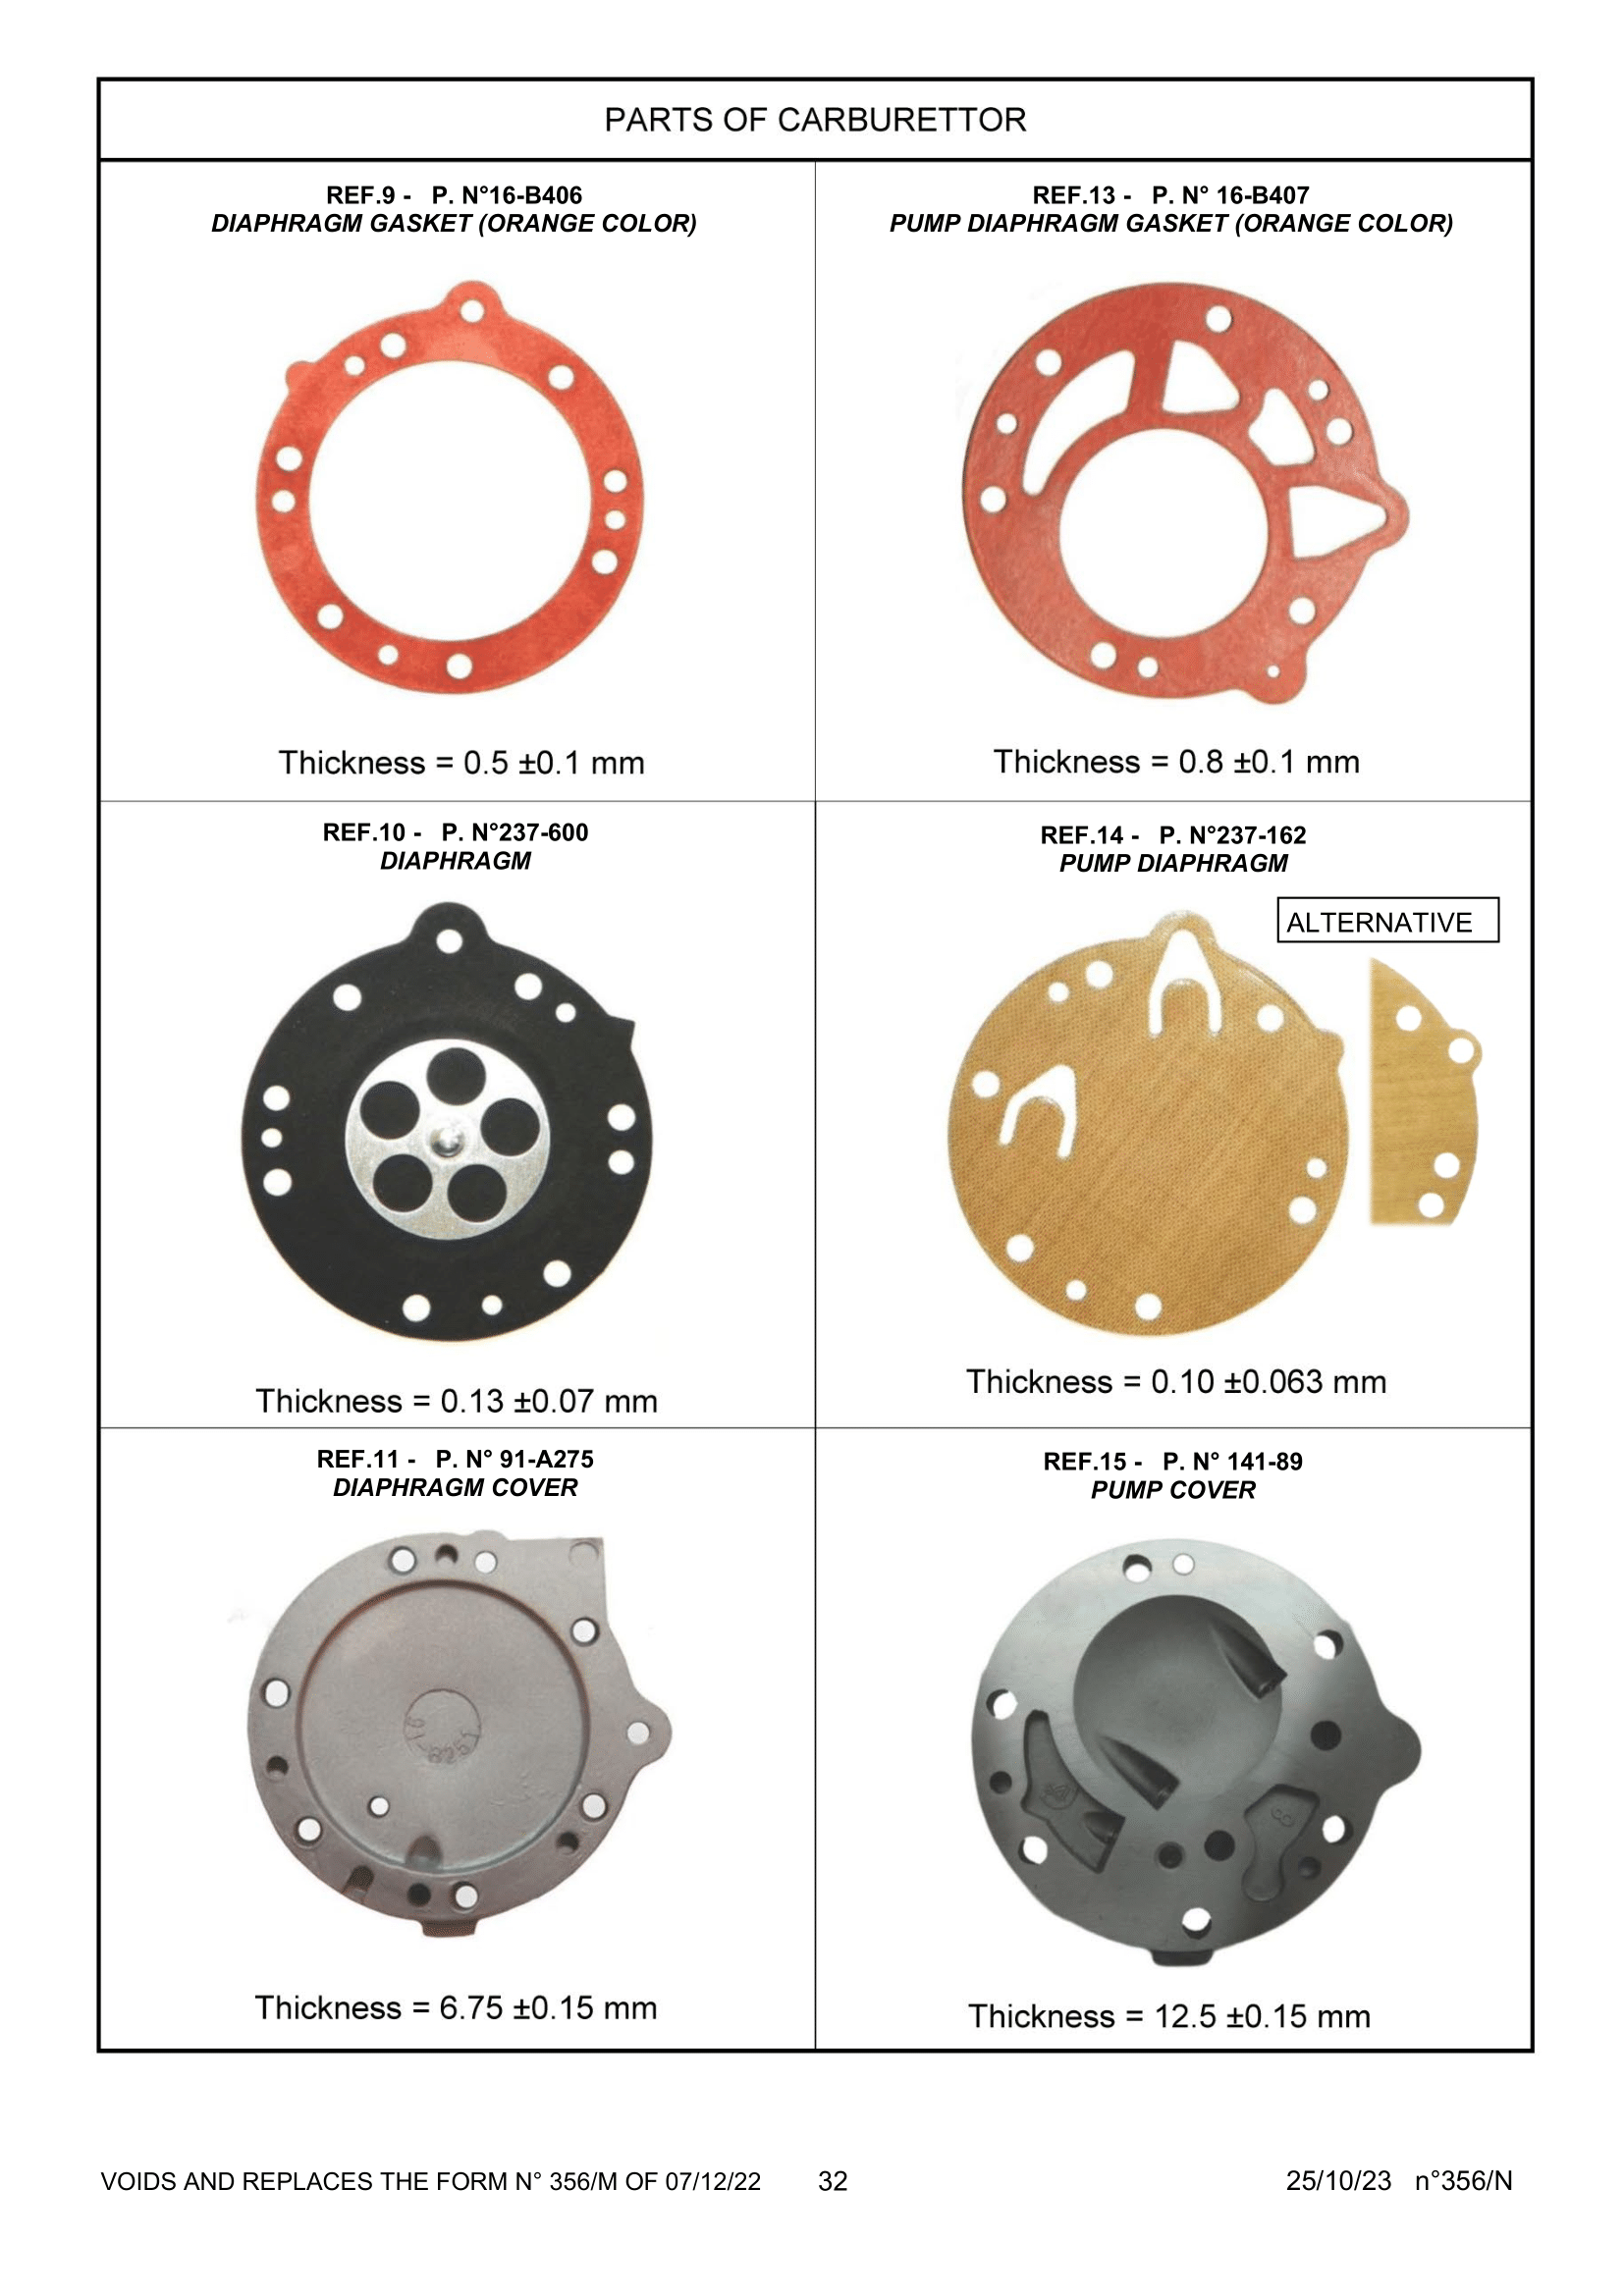 PARTS OF CARBURETTOR
REF.9 - P. N°16-B406
DIAPHRAGM GASKET (ORANGE COLOR)
Thickness = 0.5 ±0.1 mm
REF.13 - P. N° 16-B407
PUMP DIAPHRAGM GASKET (ORANGE COLOR)
Thickness = 0.8 ±0.1 mm
REF.10 - P. N°237-600
DIAPHRAGM
Thickness = 0.13 ±0.07 mm
REF.14 - P. N°237-162
PUMP DIAPHRAGM
ALTERNATIVE
Thickness = 0.10 ±0.063 mm
REF.11 - P. N° 91-A275
DIAPHRAGM COVER
Thickness = 6.75 ±0.15 mm
REF.15 - P. N° 141-89
PUMP COVER
Thickness = 12.5 ±0.15 mm
VOIDS AND REPLACES THE FORM N° 356/M OF 07/12/22 32 25/10/23 n°356/N